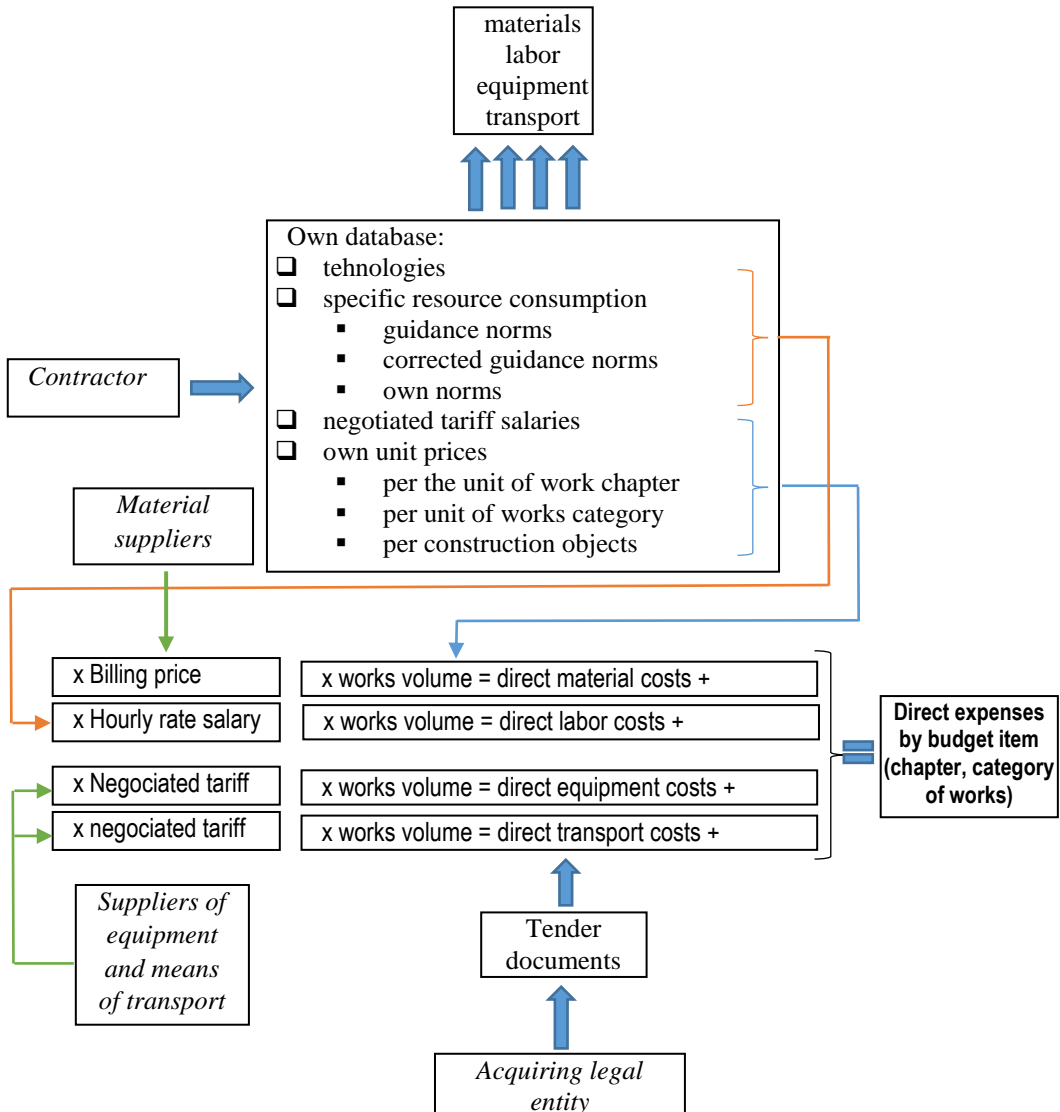 materials
labor
equipment
transport
Own database:
tehnologies
specific resource consumption
guidance norms
corrected guidance norms
own norms
negotiated tariff salaries
own unit prices
per the unit of work chapter
per unit of works category
per construction objects
Contractor
Material
suppliers
x Billing price
x works volume = direct material costs +
x Hourly rate salary
x works volume = direct labor costs +
x Negociated tariff
x works volume = direct equipment costs +
x negociated tariff
x works volume = direct transport costs +
Direct expenses
by budget item
(chapter, category
of works)
Suppliers of
equipment
and means
of transport
Tender
documents
Acquiring legal
entity